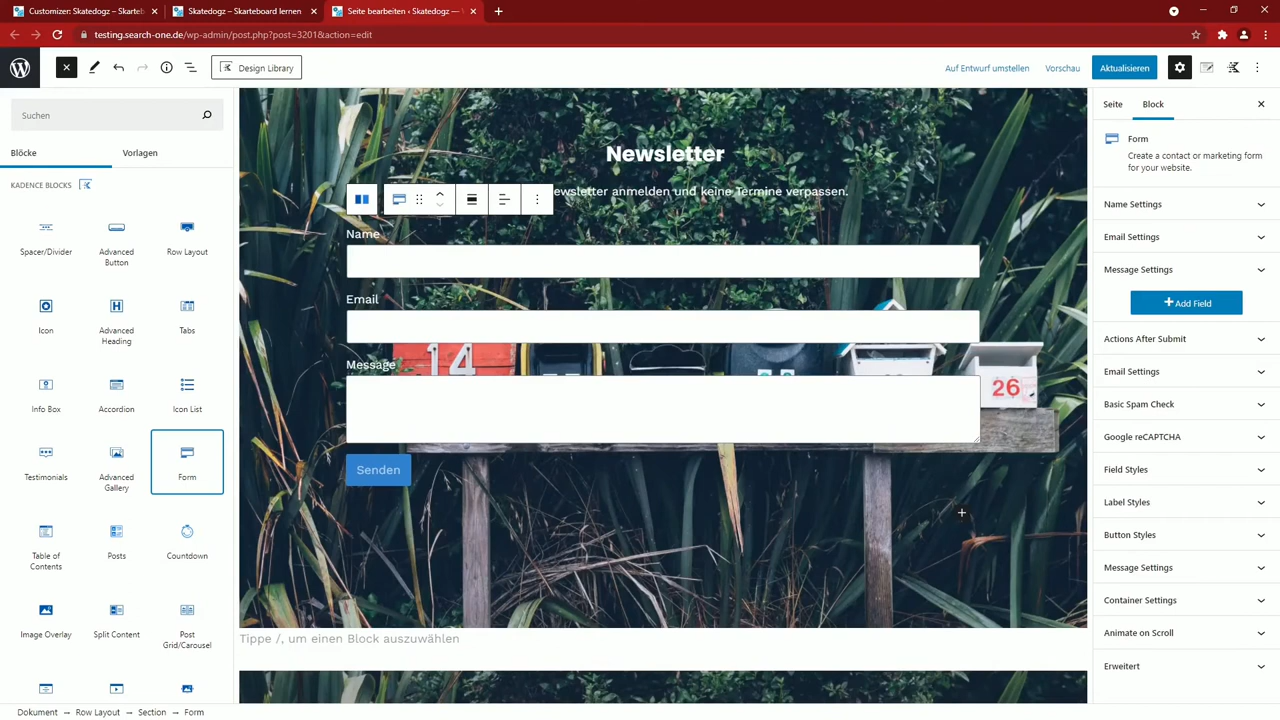 Customizer: Skatedogz – Skarteb
Skatedogz – Skarteboard lernen
Seite bearbeiten ‹ Skatedogz — W
testing.search-one.de/wp-admin/post.php?post=3201&action=edit
Design Library
Auf Entwurf umstellen
Vorschau
Aktualisieren
Suchen
Blöcke
Vorlagen
KADENCE BLOCKS
Spacer/Divider
Advanced
Button
Row Layout
Icon
Advanced
Heading
Tabs
Info Box
Accordion
Icon List
Testimonials
Advanced
Gallery
Form
Table of
Contents
Posts
Countdown
Image Overlay
Split Content
Post
Grid/Carousel
Newsletter
ewsletter anmelden und keine Termine verpassen.
Name
Email
Message
14
26
Senden
Tippe /, um einen Block auszuwählen
Seite
Block
Form
Create a contact or marketing form
for your website.
Name Settings
Email Settings
Message Settings
Add Field
Actions After Submit
Email Settings
Basic Spam Check
Google reCAPTCHA
Field Styles
Label Styles
Button Styles
Message Settings
Container Settings
Animate on Scroll
Erweitert
Dokument → Row Layout → Section → Form